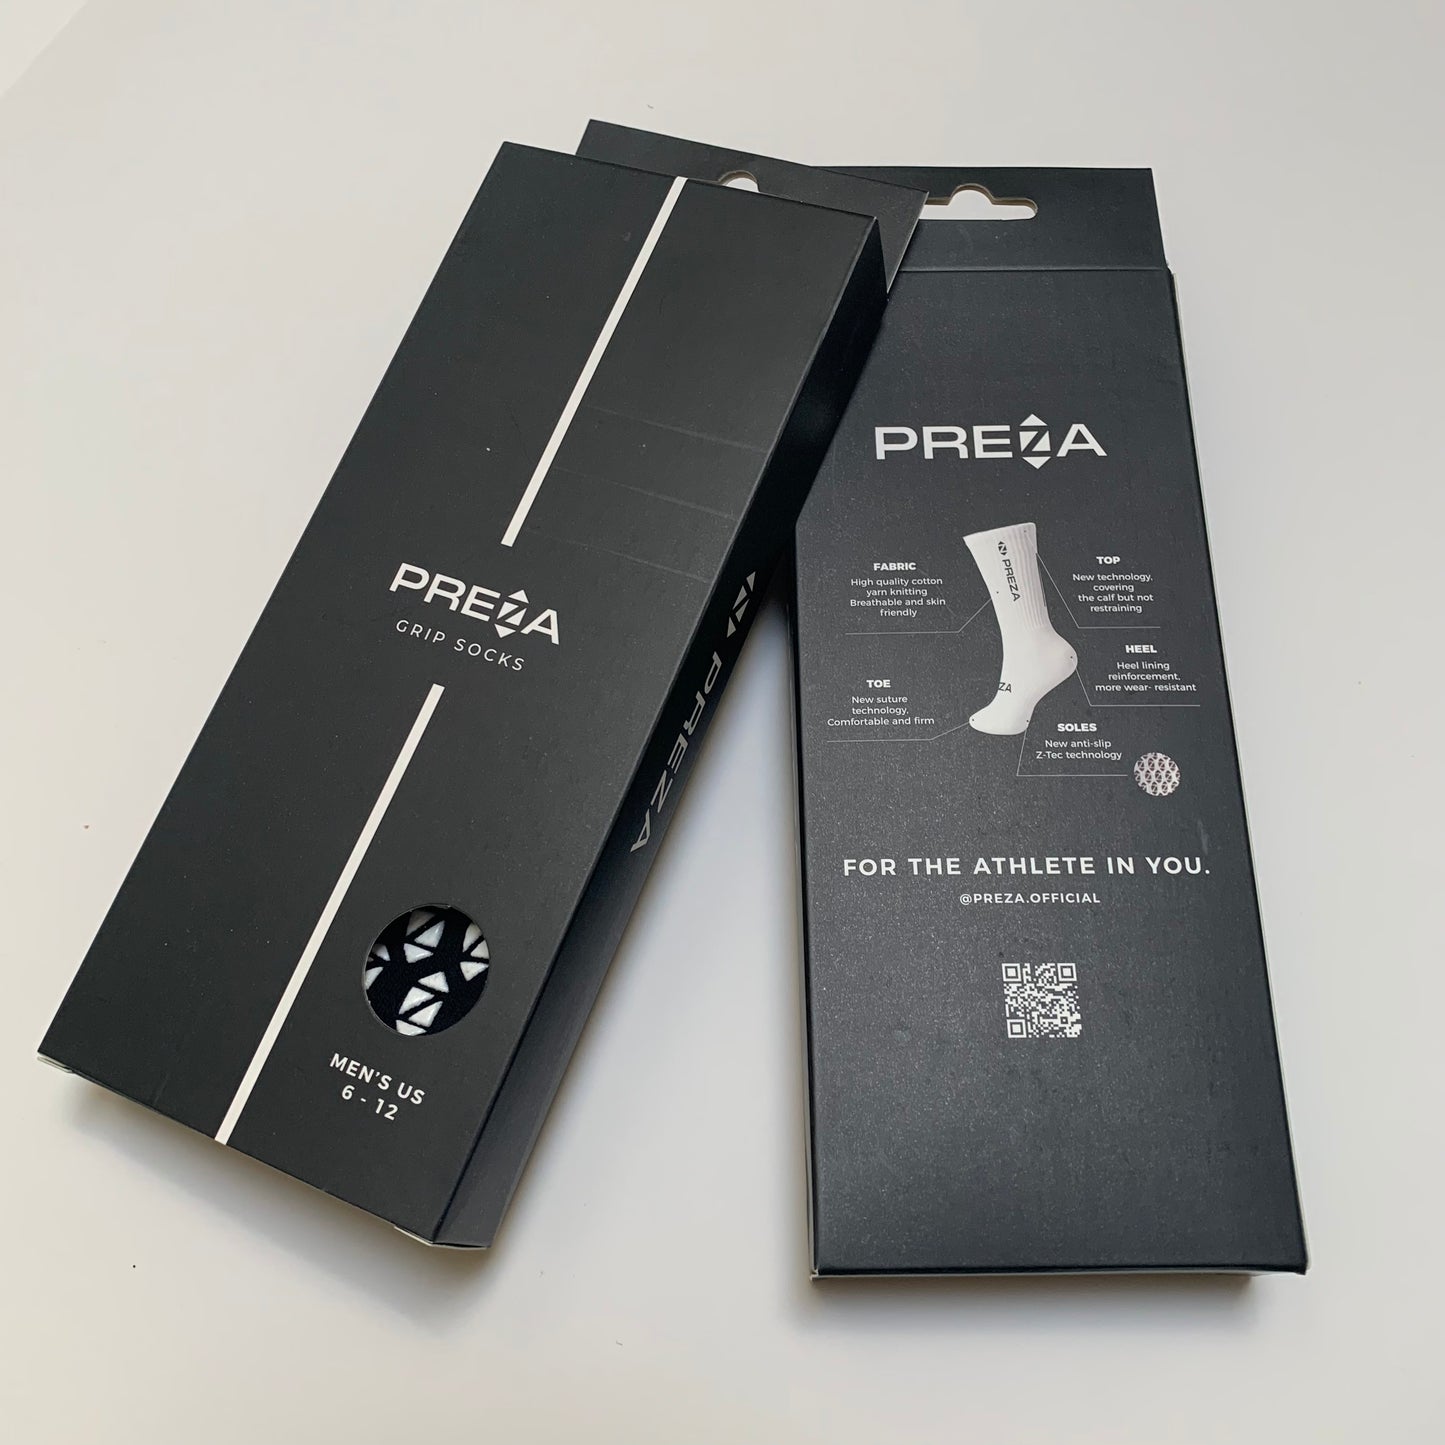 PREZA
GRIP SOCKS
MEN'S US
6 - 12
PREZA
PREZA
FABRIC
High quality cotton
yarn knitting
Breathable and skin
friendly
TOP
New technology,
covering
the calf but not
restraining
PREZA
HEEL
Heel lining
reinforcement,
more wear- resistant
TOE
New suture
technology.
Comfortable and firm
ZA
SOLES
New anti-slip
Z-Tec technology
FOR THE ATHLETE IN YOU.
@PREZA.OFFICIAL